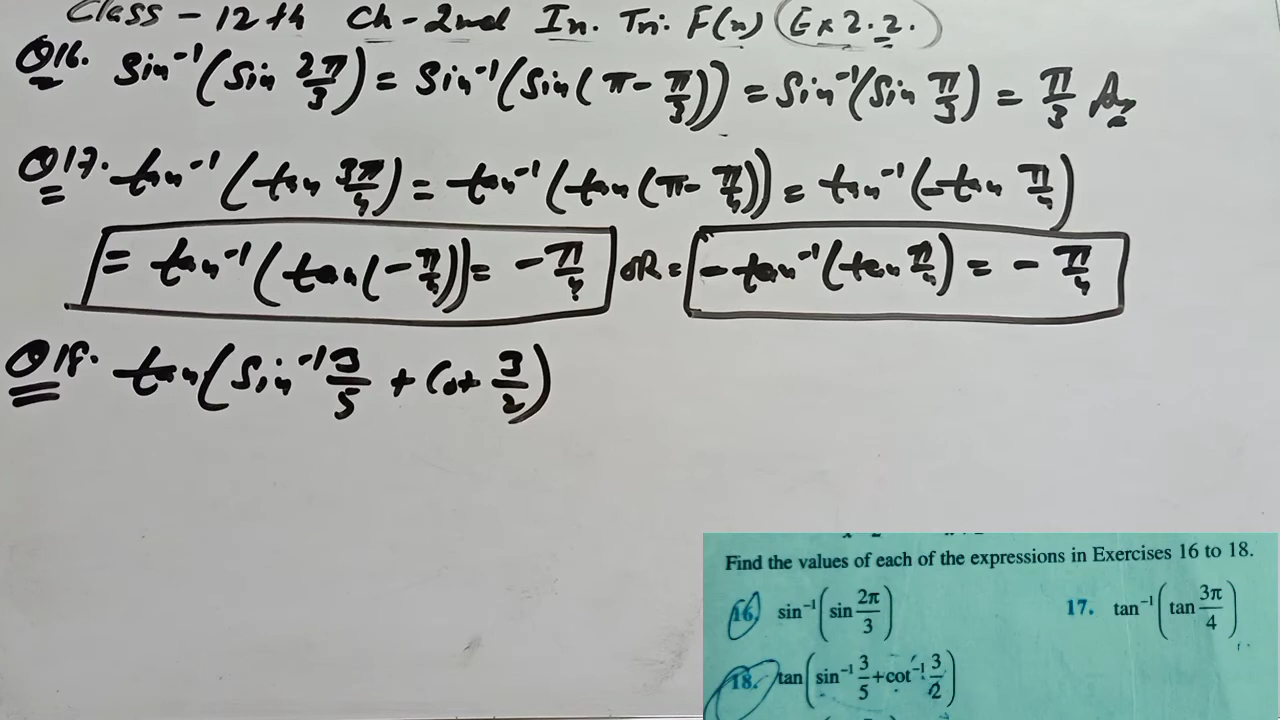 Class - 12th Ch - 2nd In. Tri. F(n) (Ex 2.2.)
Q16. Sin⁻¹(Sin 2π/3) = Sin⁻¹(Sin(π - π/3)) = Sin⁻¹(Sin π/3) = π/3 Ans
Q17. tan⁻¹(tan 3π/4) = tan⁻¹(tan(π - π/4)) = tan⁻¹(-tan π/4)
= tan⁻¹(tan(-π/4)) = -π/4 OR = -tan⁻¹(tan π/4) = -π/4
Q18. tan(Sin⁻¹ 3/5 + Cot 3/2)
Find the values of each of the expressions in Exercises 16 to 18.
16. sin⁻¹(sin 2π/3) 17. tan⁻¹(tan 3π/4)
18. tan(sin⁻¹ 3/5 + cot⁻¹ 3/2)